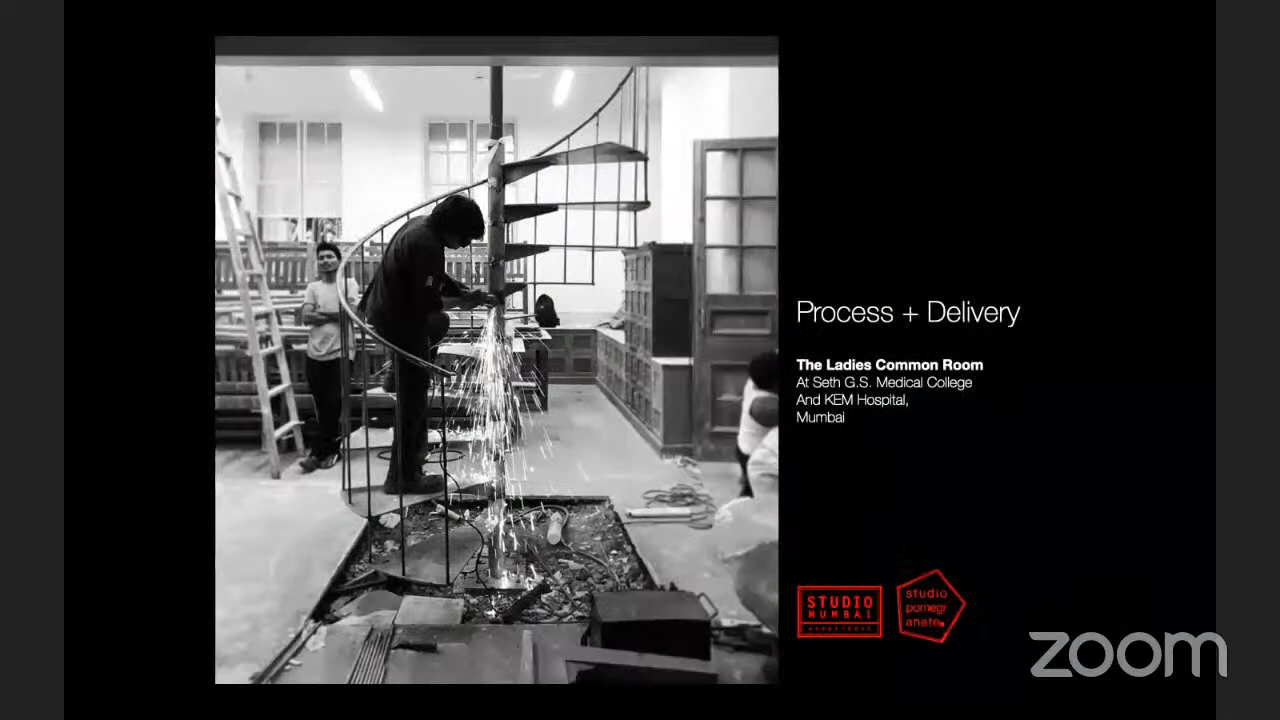 Process + Delivery
The Ladies Common Room
At Seth G.S. Medical College
And KEM Hospital,
Mumbai
STUDIO
MUMBAI
studio
pomegr
anate.
zoom